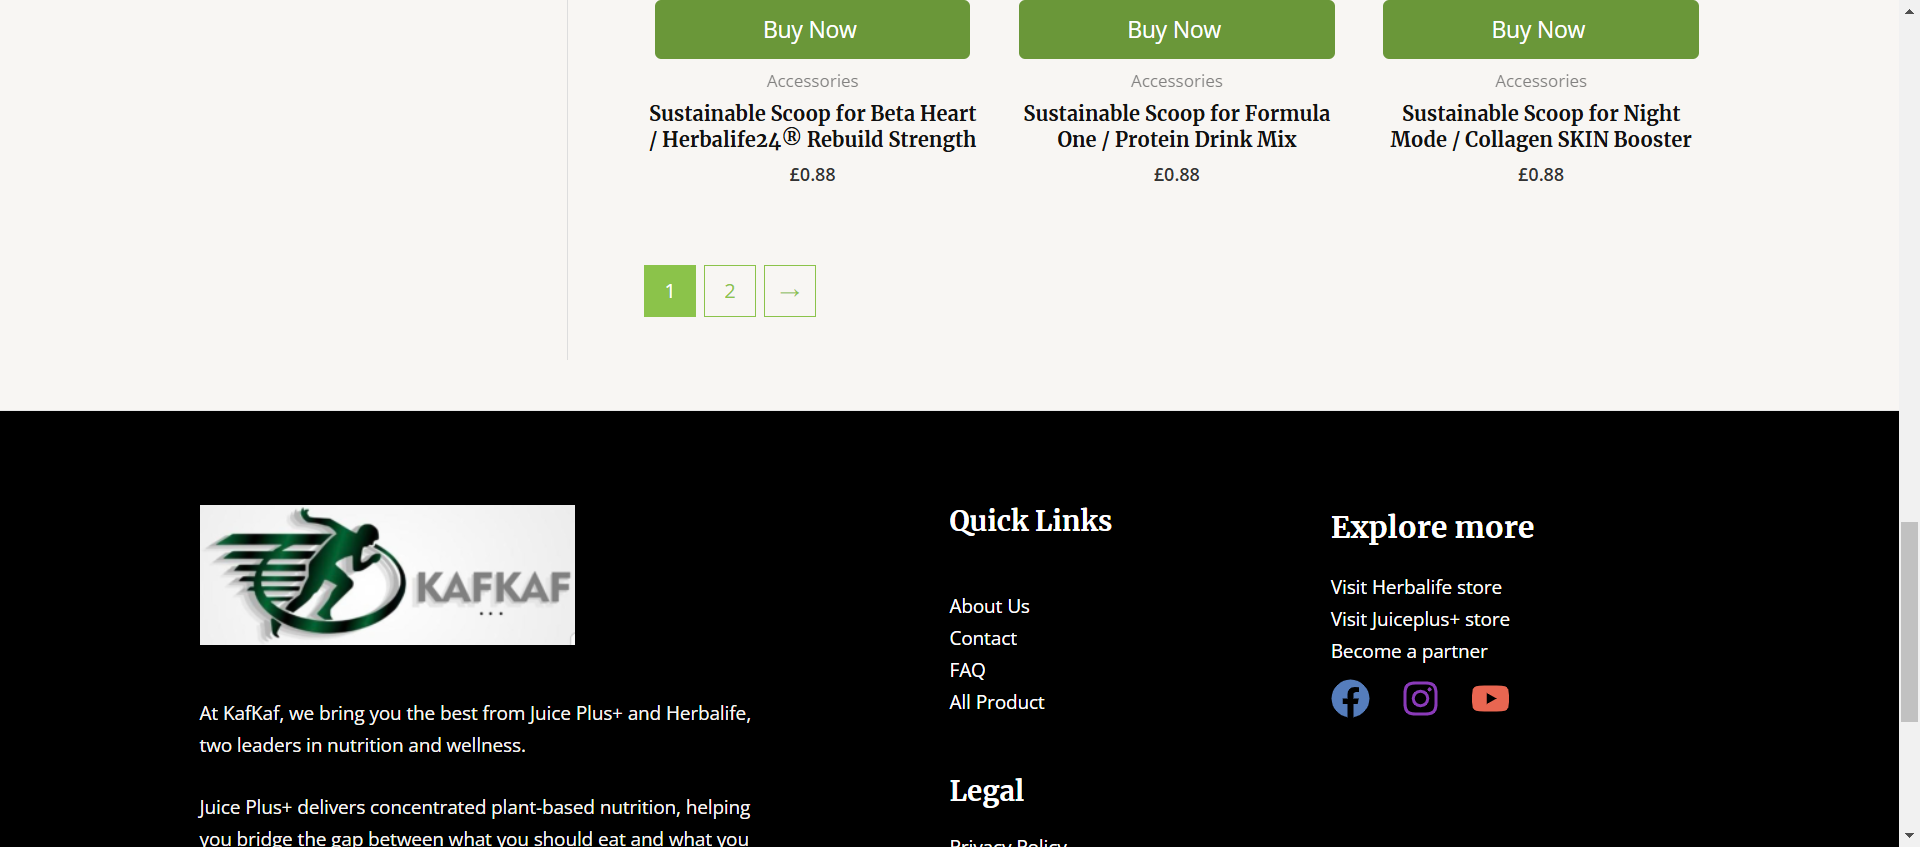 Buy Now
Buy Now
Buy Now
Accessories
Accessories
Accessories
Sustainable Scoop for Beta Heart
/ Herbalife24® Rebuild Strength
£0.88
Sustainable Scoop for Formula
One / Protein Drink Mix
£0.88
Sustainable Scoop for Night
Mode / Collagen SKIN Booster
£0.88
1
2
→
KAFKAF
At KafKaf, we bring you the best from Juice Plus+ and Herbalife,
two leaders in nutrition and wellness.
Juice Plus+ delivers concentrated plant-based nutrition, helping
you bridge the gap between what you should eat and what you
Quick Links
About Us
Contact
FAQ
All Product
Legal
Privacy Policy
Explore more
Visit Herbalife store
Visit Juiceplus+ store
Become a partner